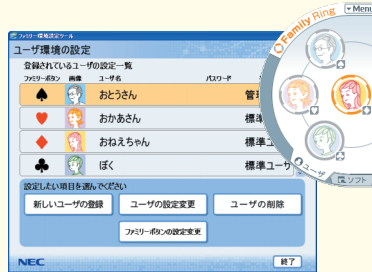 ファミリー環境設定ツール
ユーザ環境の設定
登録されているユーザの設定一覧
ファミリーボタン 画像 ユーザ名 パスワード
おとうさん 管理
おかあさん 標準
おねえちゃん 標準ユ
ぼく 標準ユーザ
設定したい項目を選んでください
新しいユーザの登録 ユーザの設定変更 ユーザの削除
ファミリーボタンの設定変更
NEC 終了
Family Ring Menu
ユーザ
ソフト